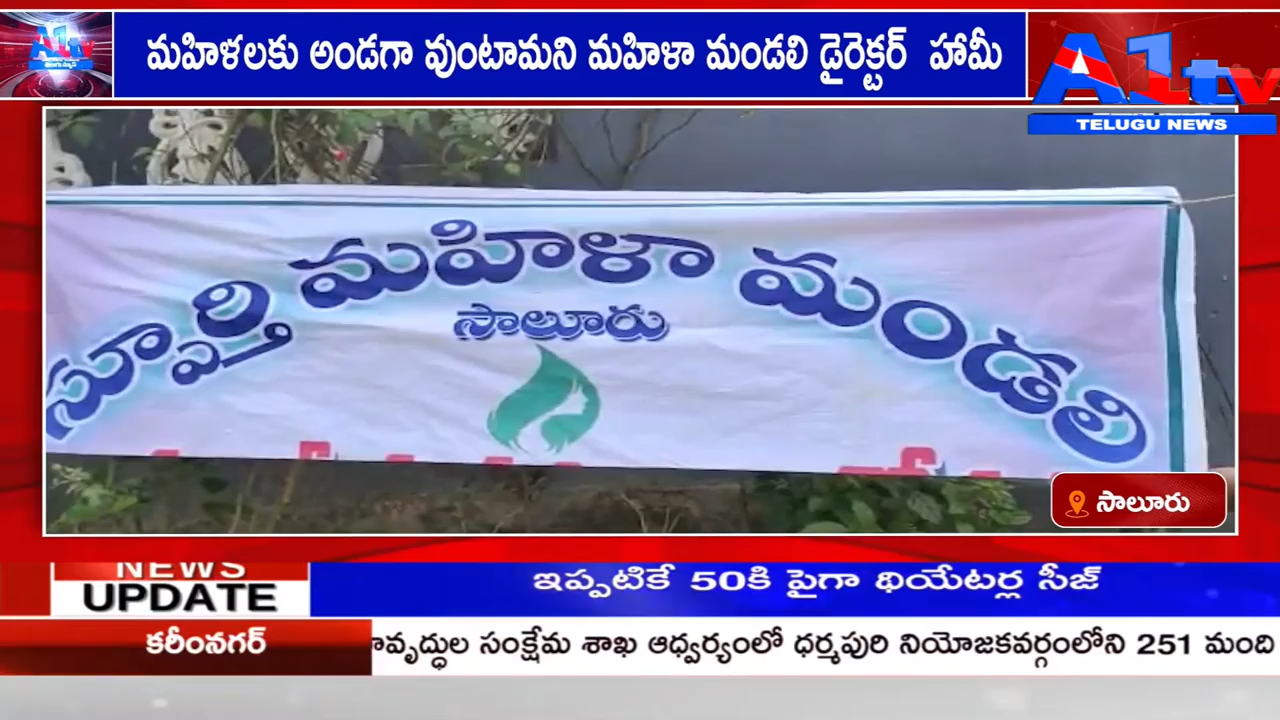 మహిళలకు అండగా వుంటామని మహిళా మండలి డైరెక్టర్ హామీ
A1tv
TELUGU NEWS
స్ఫూర్తి మహిళా మండలి
సాలూరు
సాలూరు
NEWS
UPDATE
ఇప్పటికే 50కి పైగా థియేటర్ల సీజ్
కరీంనగర్
వృద్ధుల సంక్షేమ శాఖ ఆధ్వర్యంలో ధర్మపురి నియోజకవర్గంలోని 251 మంది